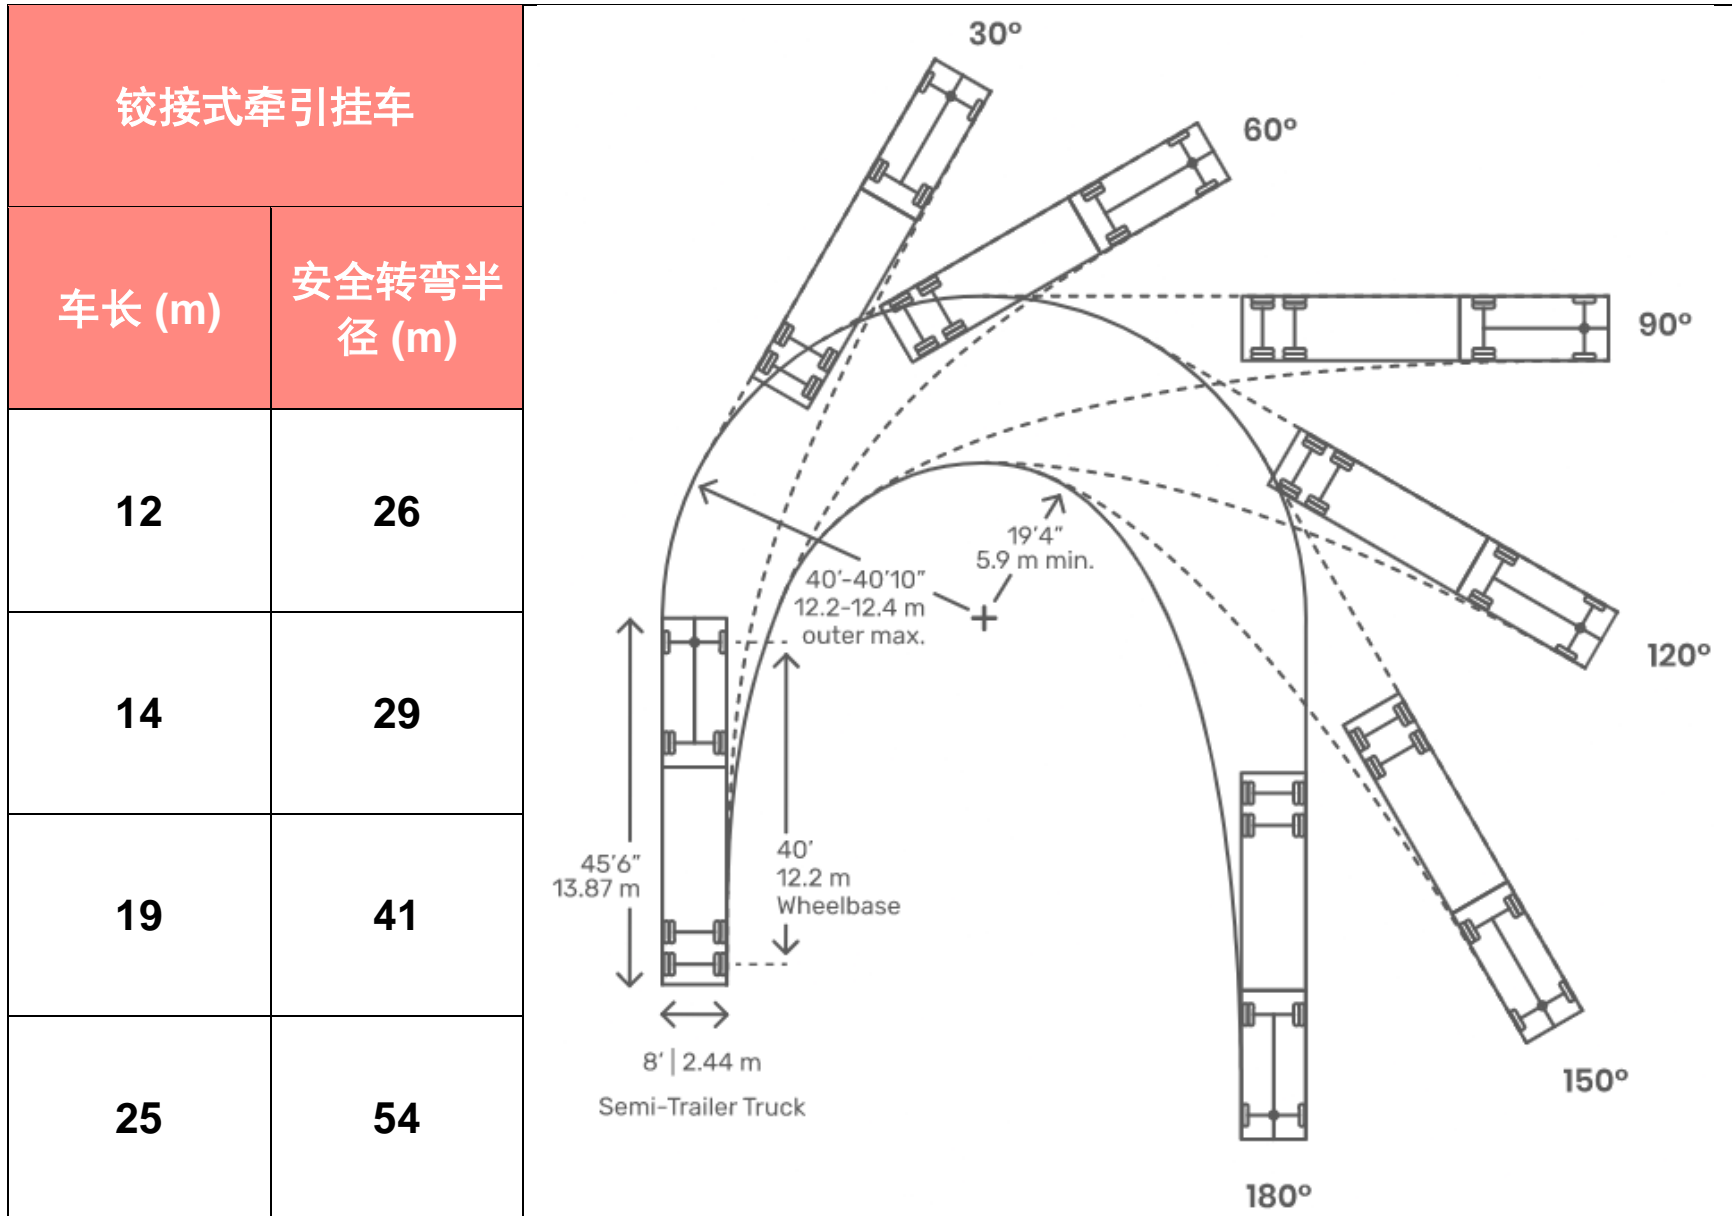 铰接式牵引挂车
车长 (m)
安全转弯半
径 (m)
12
26
14
29
19
41
25
54
30°
60°
90°
120°
150°
180°
19'4”
5.9 m min.
40'-40'10”
12.2-12.4 m
outer max.
45'6”
13.87 m
40'
12.2 m
Wheelbase
8' | 2.44 m
Semi-Trailer Truck